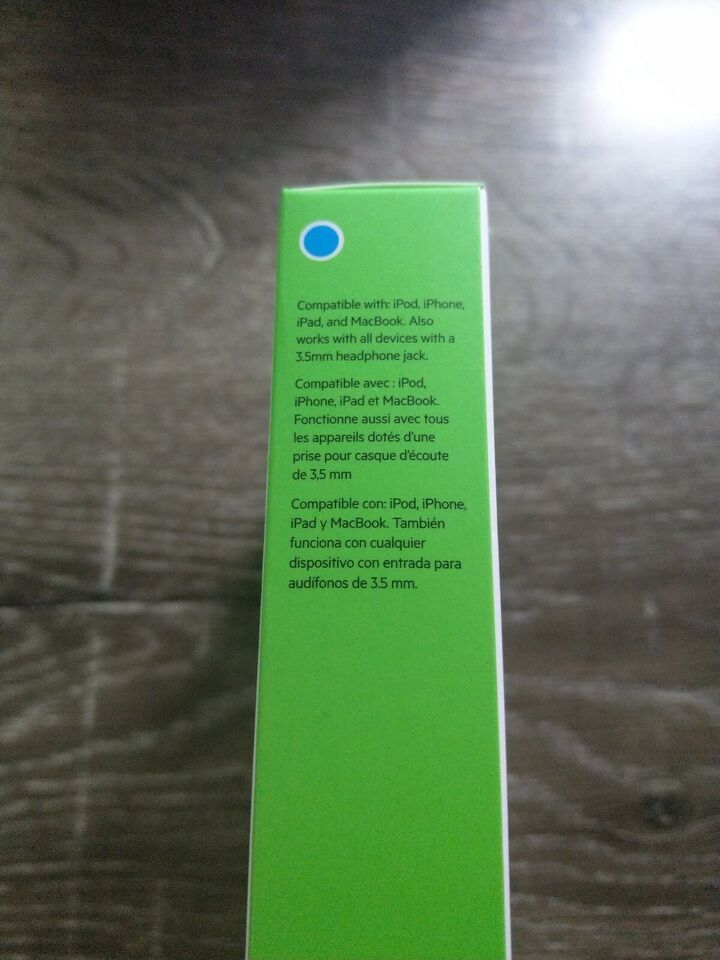 Compatible with: iPod, iPhone,
iPad, and MacBook. Also
works with all devices with a
3.5mm headphone jack.
Compatible avec : iPod,
iPhone, iPad et MacBook.
Fonctionne aussi avec tous
les appareils dotés d'une
prise pour casque d'écoute
de 3,5 mm
Compatible con: iPod, iPhone,
iPad y MacBook. También
funciona con cualquier
dispositivo con entrada para
audífonos de 3.5 mm.